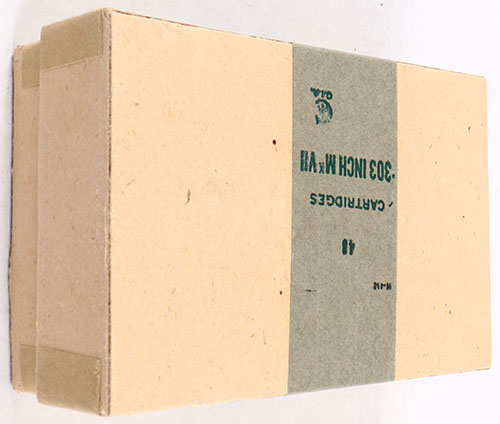 48
CARTRIDGES
·303 INCH MK VII